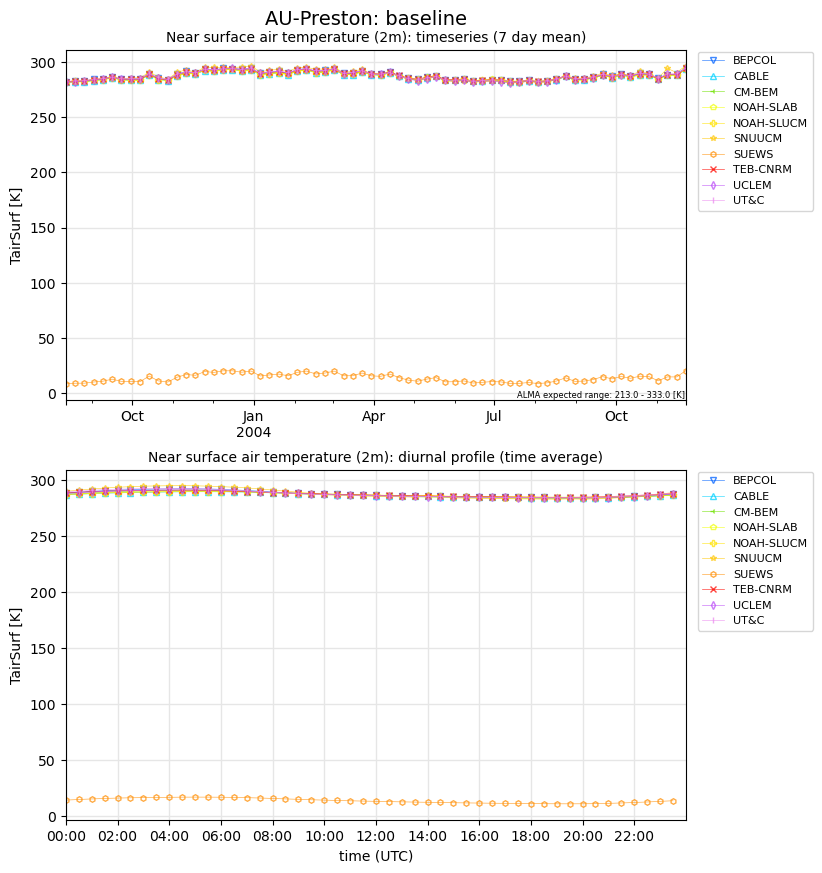 AU-Preston: baseline
Near surface air temperature (2m): timeseries (7 day mean)
300
250
200
150
100
50
0
TairSurf [K]
ALMA expected range: 213.0 - 333.0 [K]
Oct
Jan
2004
Apr
Jul
Oct
BEPCOL
CABLE
CM-BEM
NOAH-SLAB
NOAH-SLUCM
SNUUCM
SUEWS
TEB-CNRM
UCLEM
UT&C
Near surface air temperature (2m): diurnal profile (time average)
300
250
200
150
100
50
0
TairSurf [K]
00:00
02:00
04:00
06:00
08:00
10:00
12:00
14:00
16:00
18:00
20:00
22:00
time (UTC)
BEPCOL
CABLE
CM-BEM
NOAH-SLAB
NOAH-SLUCM
SNUUCM
SUEWS
TEB-CNRM
UCLEM
UT&C